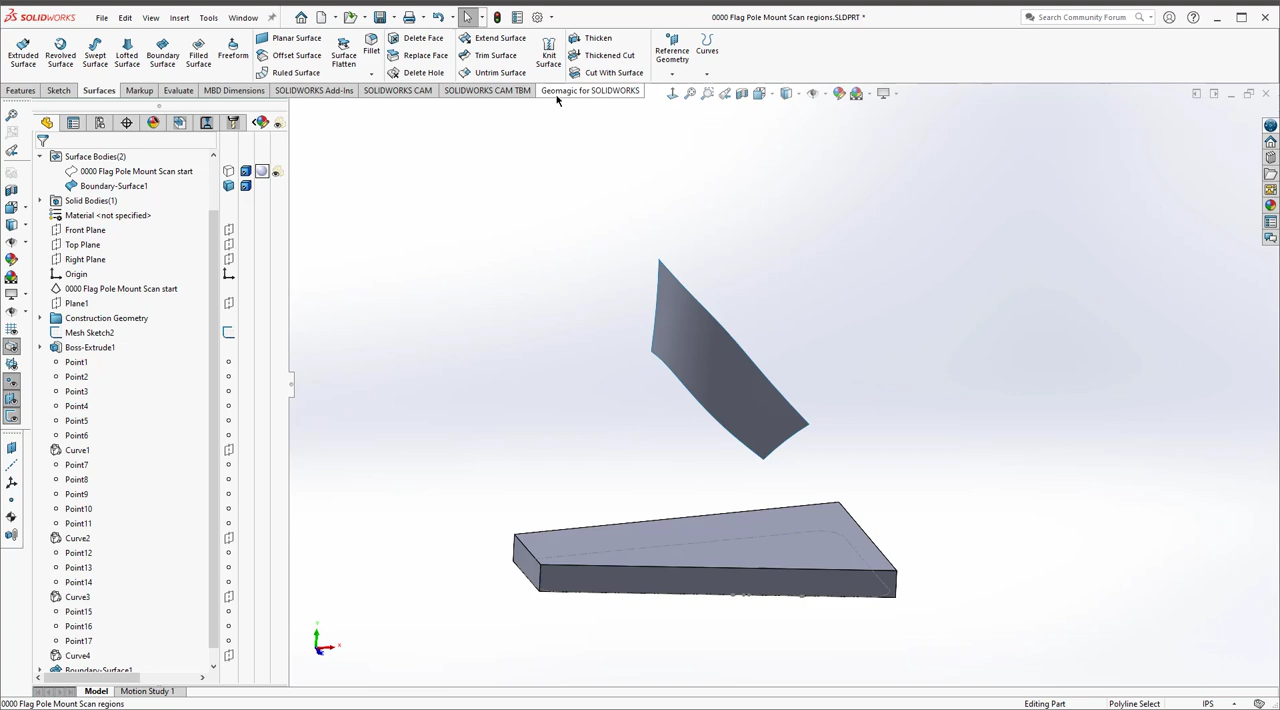 SOLIDWORKS File Edit View Insert Tools Window 0000 Flag Pole Mount Scan regions.SLDPRT * Search Community Forum
Extruded Surface
Revolved Surface
Swept Surface
Lofted Surface
Boundary Surface
Filled Surface
Freeform
Planar Surface
Offset Surface
Ruled Surface
Surface Flatten
Fillet
Delete Face
Replace Face
Delete Hole
Extend Surface
Trim Surface
Untrim Surface
Knit Surface
Thicken
Thickened Cut
Cut With Surface
Reference Geometry
Curves
Features Sketch Surfaces Markup Evaluate MBD Dimensions SOLIDWORKS Add-Ins SOLIDWORKS CAM SOLIDWORKS CAM TBM Geomagic for SOLIDWORKS
Surface Bodies(2)
0000 Flag Pole Mount Scan start
Boundary-Surface1
Solid Bodies(1)
Material <not specified>
Front Plane
Top Plane
Right Plane
Origin
0000 Flag Pole Mount Scan start
Plane1
Construction Geometry
Mesh Sketch2
Boss-Extrude1
Point1
Point2
Point3
Point4
Point5
Point6
Curve1
Point7
Point8
Point9
Point10
Point11
Curve2
Point12
Point13
Point14
Curve3
Point15
Point16
Point17
Curve4
Boundary-Surface1
Y
X
Model Motion Study 1
0000 Flag Pole Mount Scan regions Editing Part Polyline Select IPS